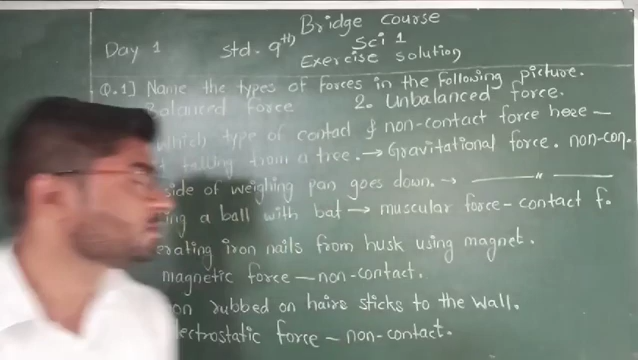 Bridge course
Day 1 Std. 9th Sci 1
Exercise solution
Q.1] Name the types of forces in the following picture.
Balanced force 2. Unbalanced force.
which type of contact & non-contact force here –
falling from a tree. → Gravitational force. non-con.
side of weighing pan goes down. → —— " ——
a ball with bat → muscular force - contact f.
erating iron nails from husk using magnet.
magnetic force – non-contact.
on rubbed on haire sticks to the wall.
lectrostatic force – non-contact.